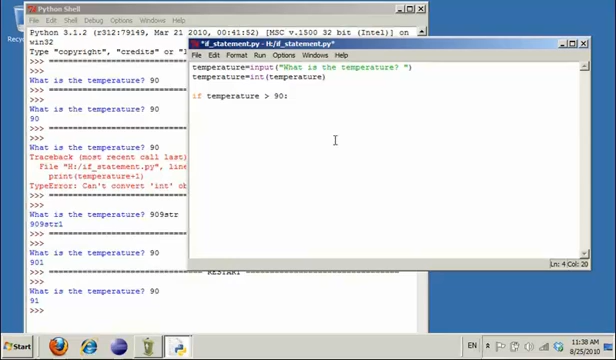 Python Shell
File Edit Debug Options Windows Help
Python 3.1.2 (r312:79149, Mar 21 2010, 00:41:52) [MSC v.1500 32 bit (Intel)] on
win32
Type "copyright", "credits" or "l
>>> ================
>>>
What is the temperature? 90
>>> ================
>>>
What is the temperature? 90
90
>>> ================
>>>
What is the temperature? 90
Traceback (most recent call last)
File "H:/if_statement.py", line
print(temperature+1)
TypeError: Can't convert 'int' ob
>>> ================
>>>
What is the temperature? 909str
909str1
>>> ================
>>>
What is the temperature? 90
901
>>> ================ RESTART ================
>>>
What is the temperature? 90
91
>>>
*if_statement.py - H:/if_statement.py*
File Edit Format Run Options Windows Help
temperature=input("What is the temperature? ")
temperature=int(temperature)
if temperature > 90:
Ln: 4 Col: 20
Start
EN
11:38 AM
8/25/2010